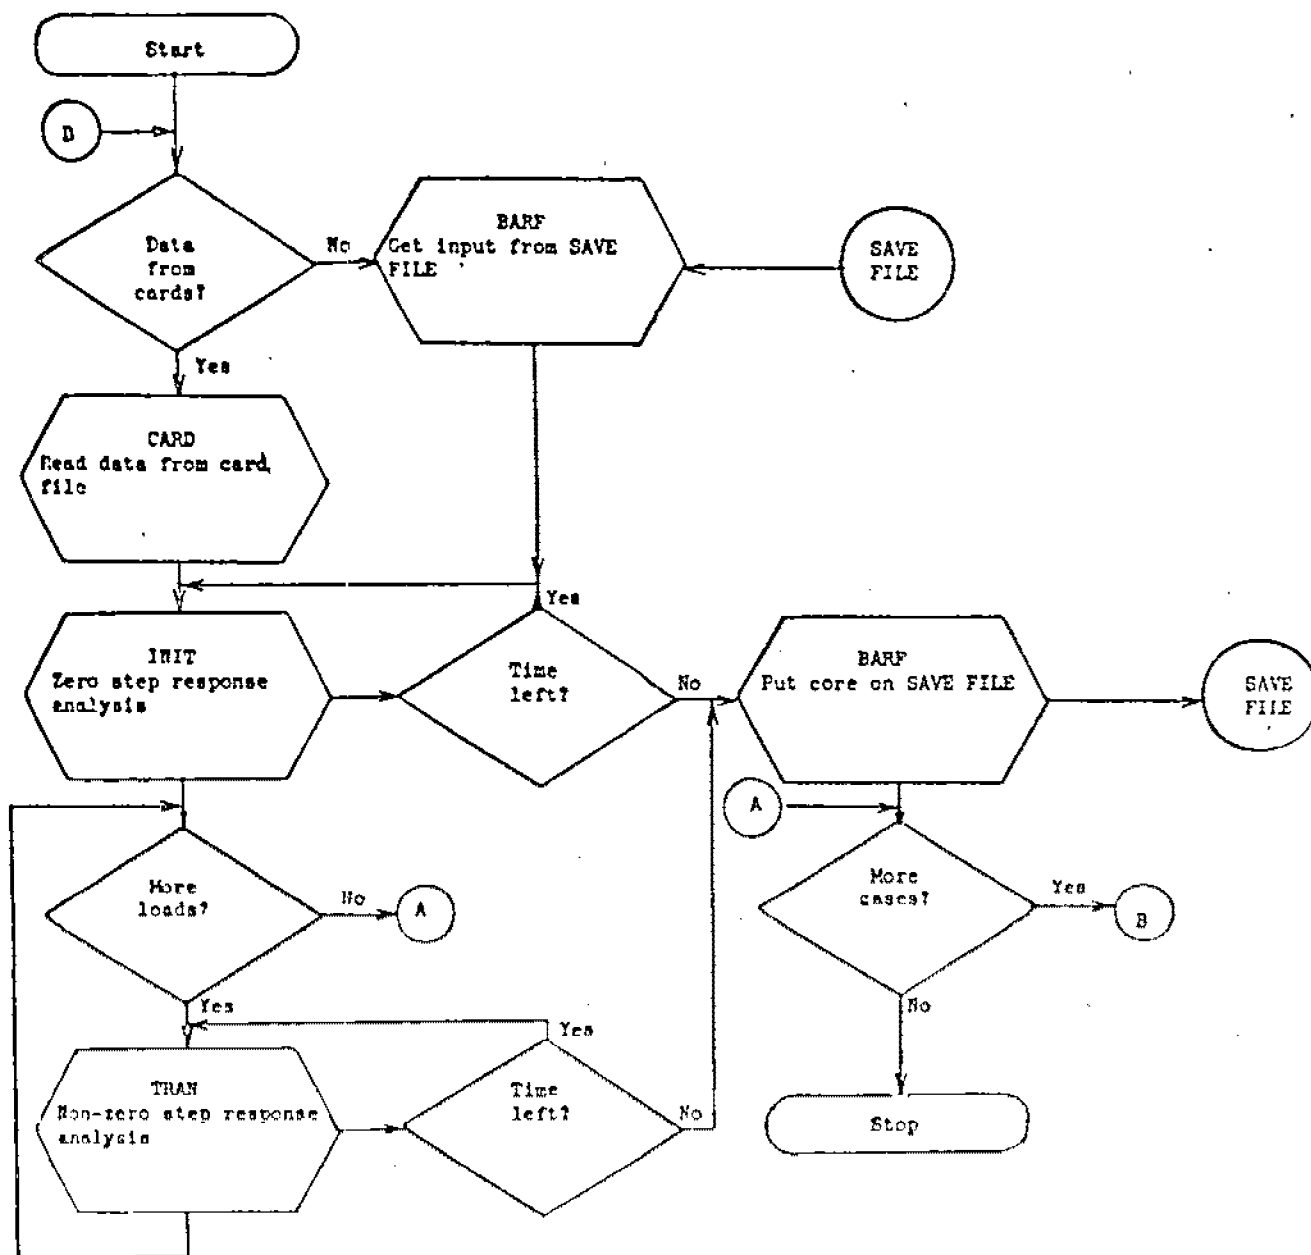 Start
B
Data
from
cards?
No
Yes
BARF
Get input from SAVE
FILE
SAVE
FILE
CARD
Read data from card
file
INIT
Zero step response
analysis
Yes
Time
left?
No
BARF
Put core on SAVE FILE
SAVE
FILE
A
More
loads?
No
A
Yes
More
cases?
Yes
B
No
TRAN
Non-zero step response
analysis
Yes
Time
left?
No
Stop